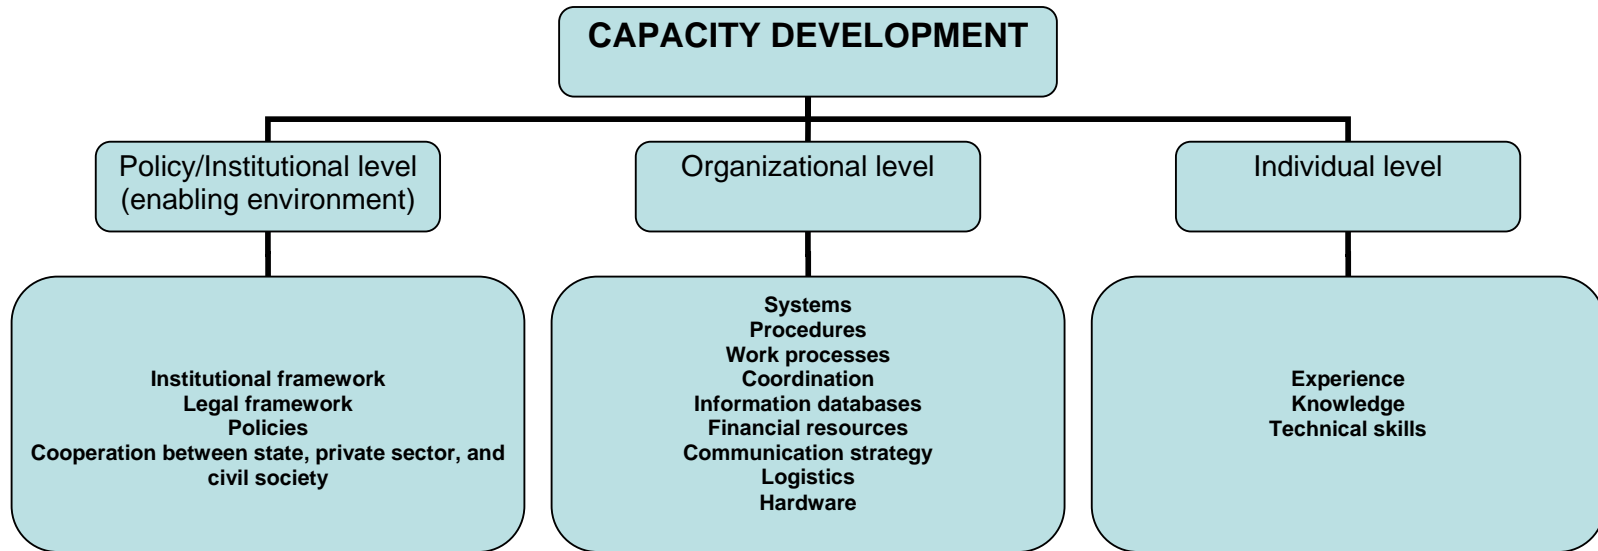 CAPACITY DEVELOPMENT
Policy/Institutional level
(enabling environment)
Organizational level
Individual level
Institutional framework
Legal framework
Policies
Cooperation between state, private sector, and
civil society
Systems
Procedures
Work processes
Coordination
Information databases
Financial resources
Communication strategy
Logistics
Hardware
Experience
Knowledge
Technical skills